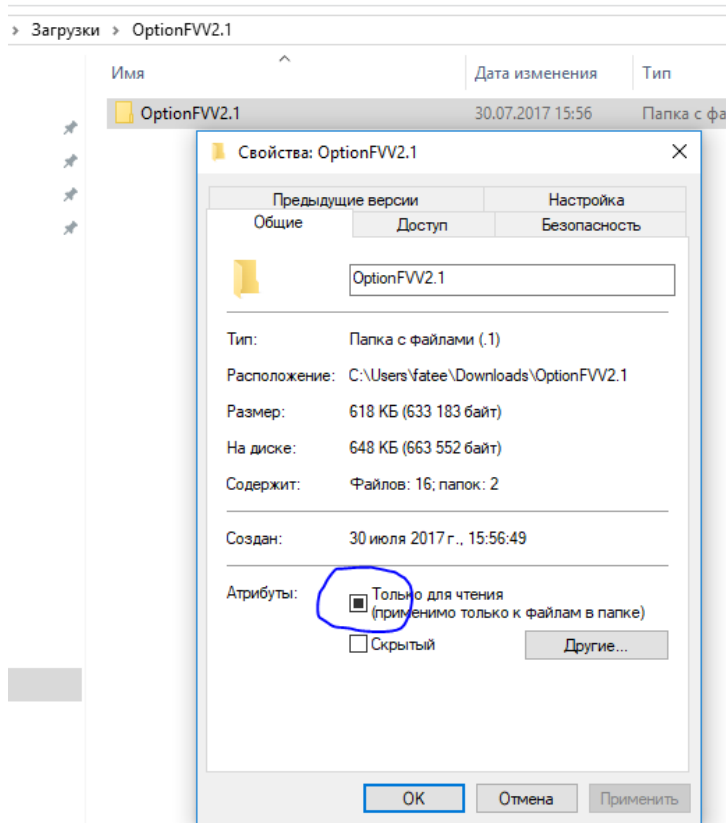 Загрузки > OptionFVV2.1
Имя Дата изменения Тип
OptionFVV2.1 30.07.2017 15:56 Папка с фа
Свойства: OptionFVV2.1
Предыдущие версии Настройка
Общие Доступ Безопасность
OptionFVV2.1
Тип: Папка с файлами (.1)
Расположение: C:\Users\fatee\Downloads\OptionFVV2.1
Размер: 618 КБ (633 183 байт)
На диске: 648 КБ (663 552 байт)
Содержит: Файлов: 16; папок: 2
Создан: 30 июля 2017 г., 15:56:49
Атрибуты: Только для чтения
(применимо только к файлам в папке)
Скрытый Другие...
OK Отмена Применить